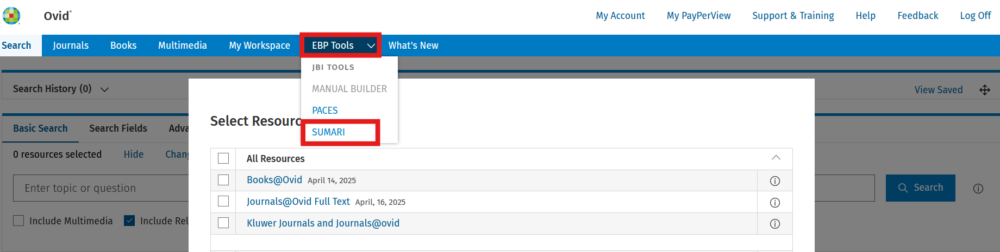 Ovid®
My Account My PayPerView Support & Training Help Feedback Log Off
Search Journals Books Multimedia My Workspace EBP Tools What's New
JBI TOOLS
MANUAL BUILDER
PACES
SUMARI
Search History (0)
View Saved
Select Resourc
Basic Search Search Fields Adva
0 resources selected Hide Chang
All Resources
Books@Ovid April 14, 2025
Enter topic or question
Search
Journals@Ovid Full Text April, 16, 2025
Include Multimedia Include Rel
Kluwer Journals and Journals@ovid